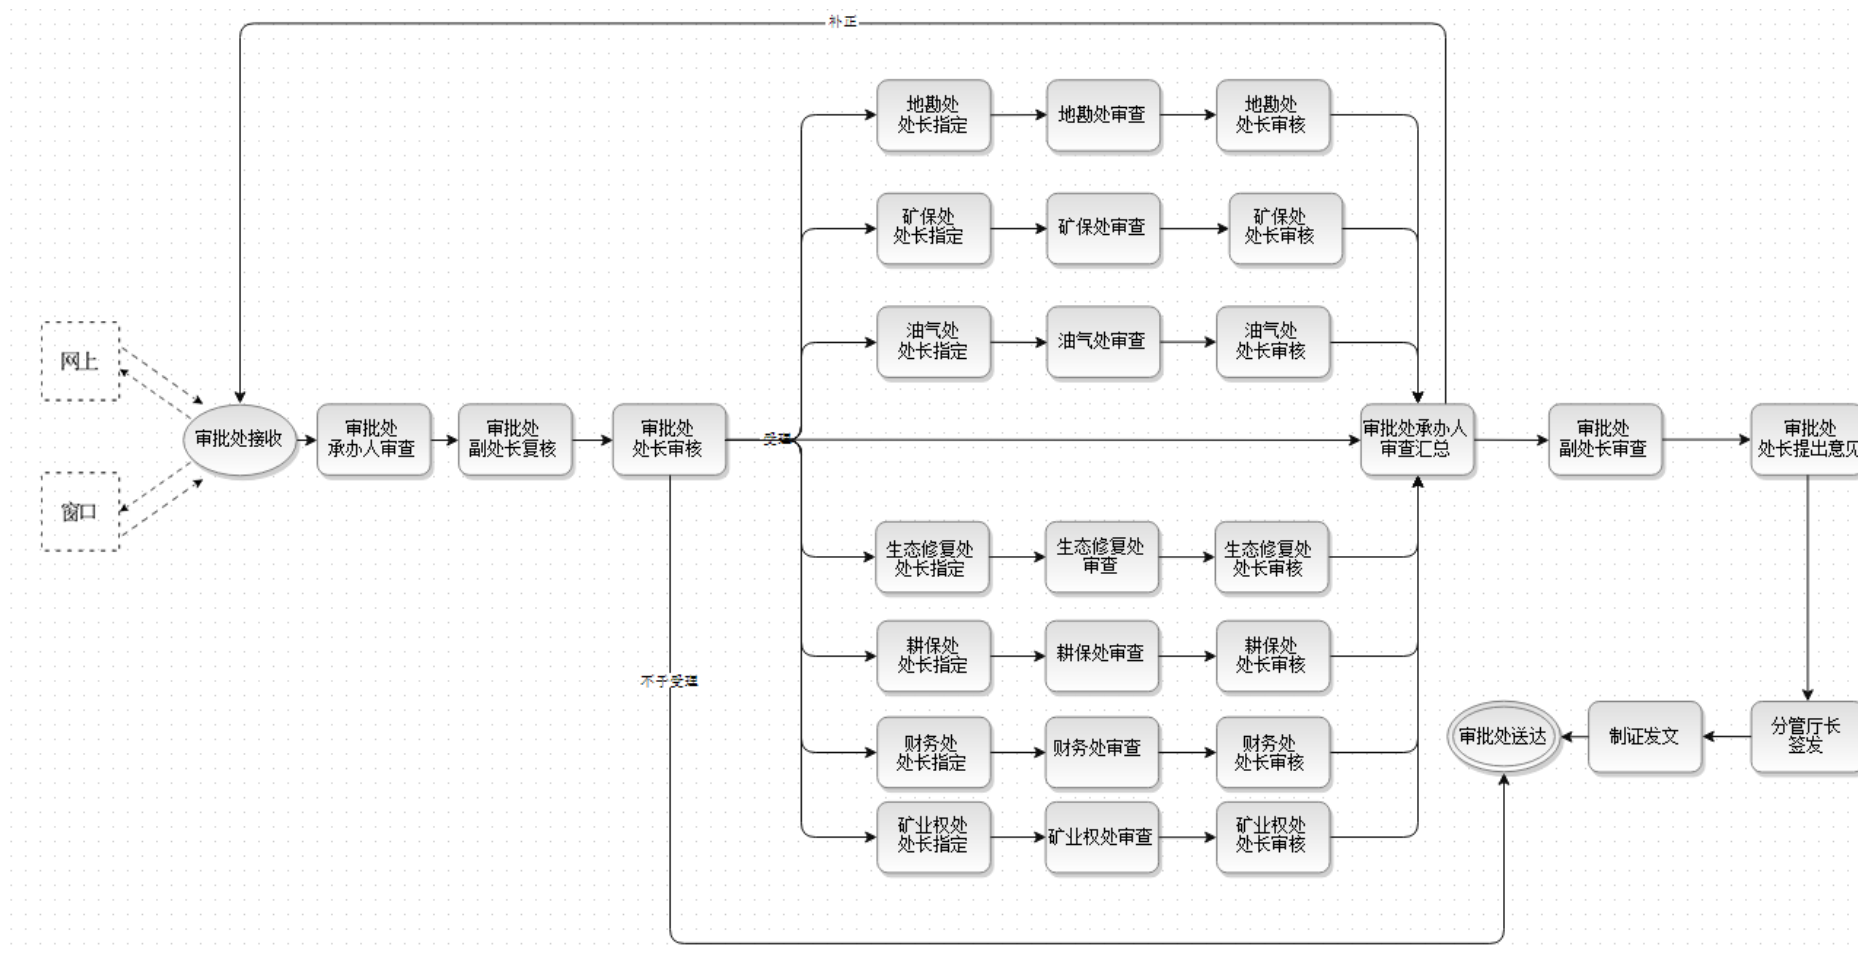 补正
地勘处
处长指定
地勘处审查
地勘处
处长审核
矿保处
处长指定
矿保处审查
矿保处
处长审核
油气处
处长指定
油气处审查
油气处
处长审核
网上
窗口
审批处接收
审批处
承办人审查
审批处
副处长复核
审批处
处长审核
受理
审批处承办人
审查汇总
审批处
副处长审查
审批处
处长提出意见
生态修复处
处长指定
生态修复处
审查
生态修复处
处长审核
耕保处
处长指定
耕保处审查
耕保处
处长审核
不予受理
财务处
处长指定
财务处审查
财务处
处长审核
审批处送达
制证发文
分管厅长
签发
矿业权处
处长指定
矿业权处审查
矿业权处
处长审核